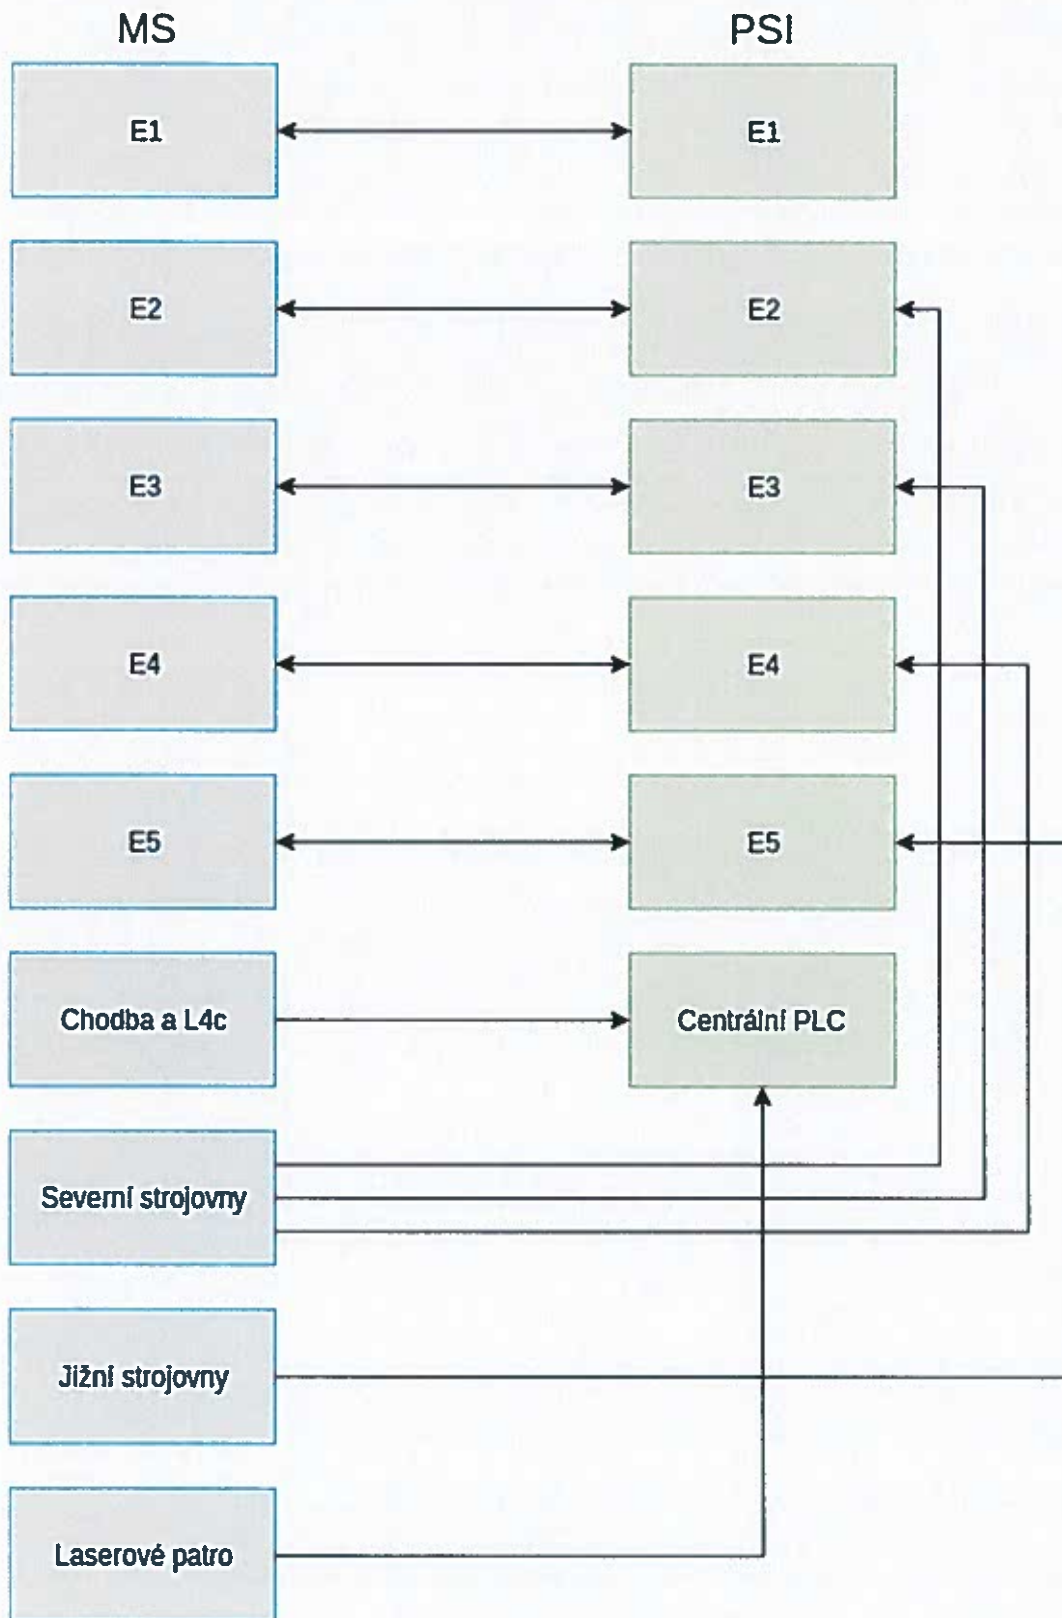 MS
PSI
E1
E1
E2
E2
E3
E3
E4
E4
E5
E5
Chodba a L4c
Centrální PLC
Severní strojovny
Jižní strojovny
Laserové patro